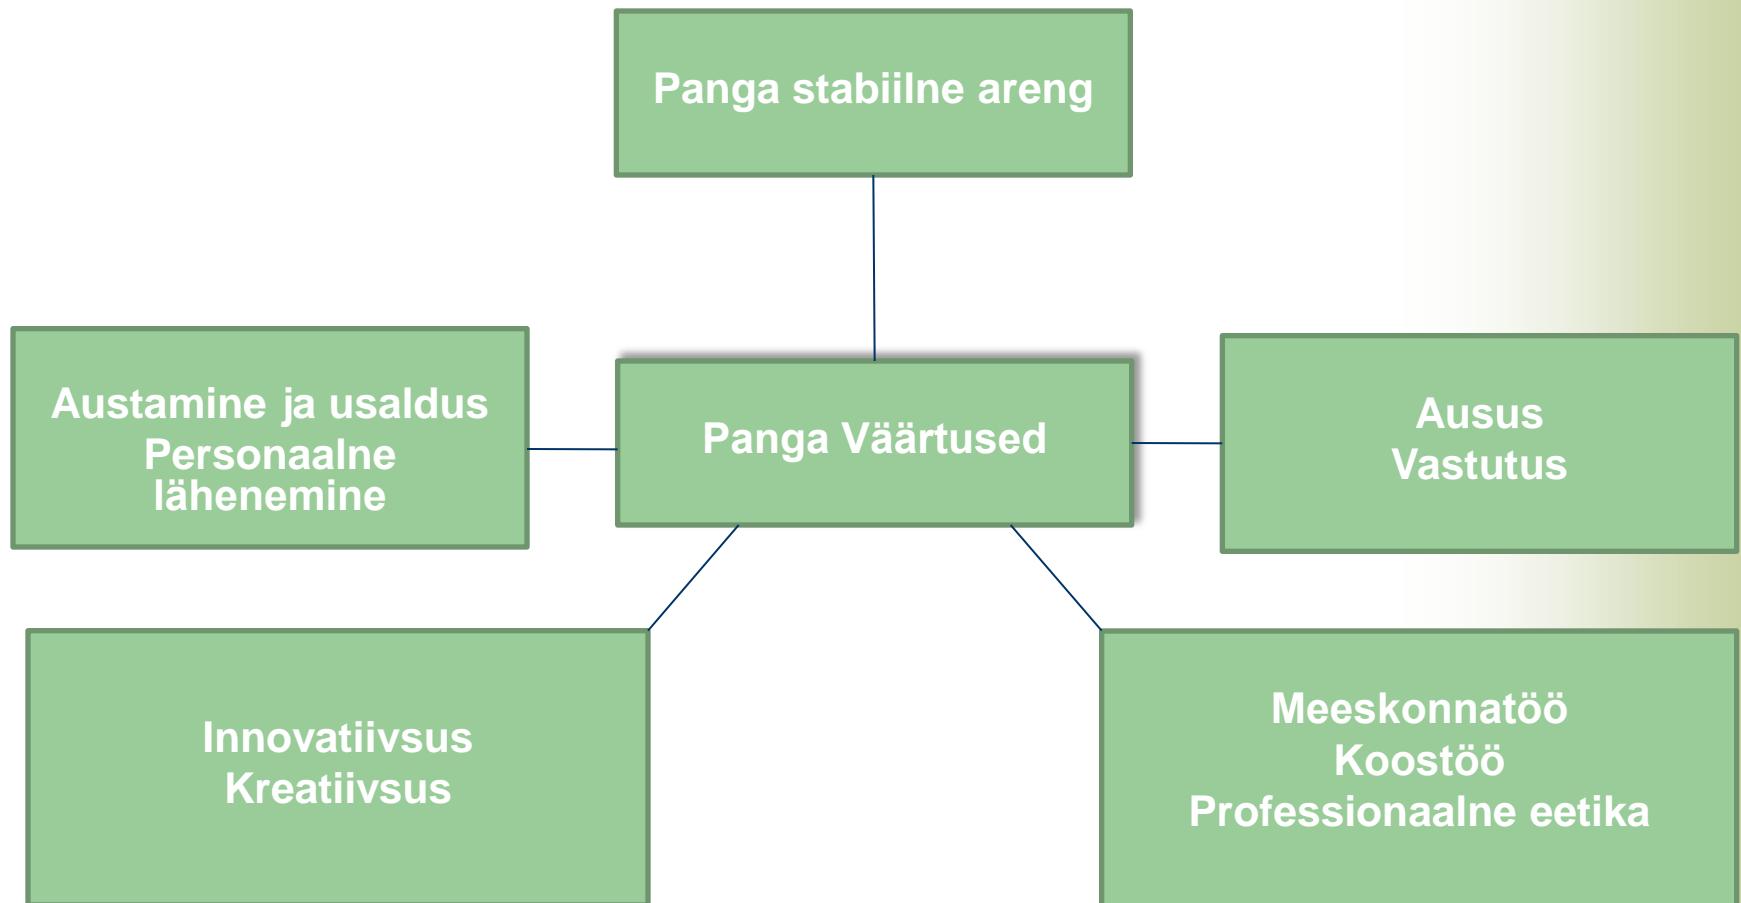 Panga stabiilne areng
Austamine ja usaldus
Personaalne
lähenemine
Panga Väärtused
Ausus
Vastutus
Innovatiivsus
Kreatiivsus
Meeskonnatöö
Koostöö
Professionaalne eetika